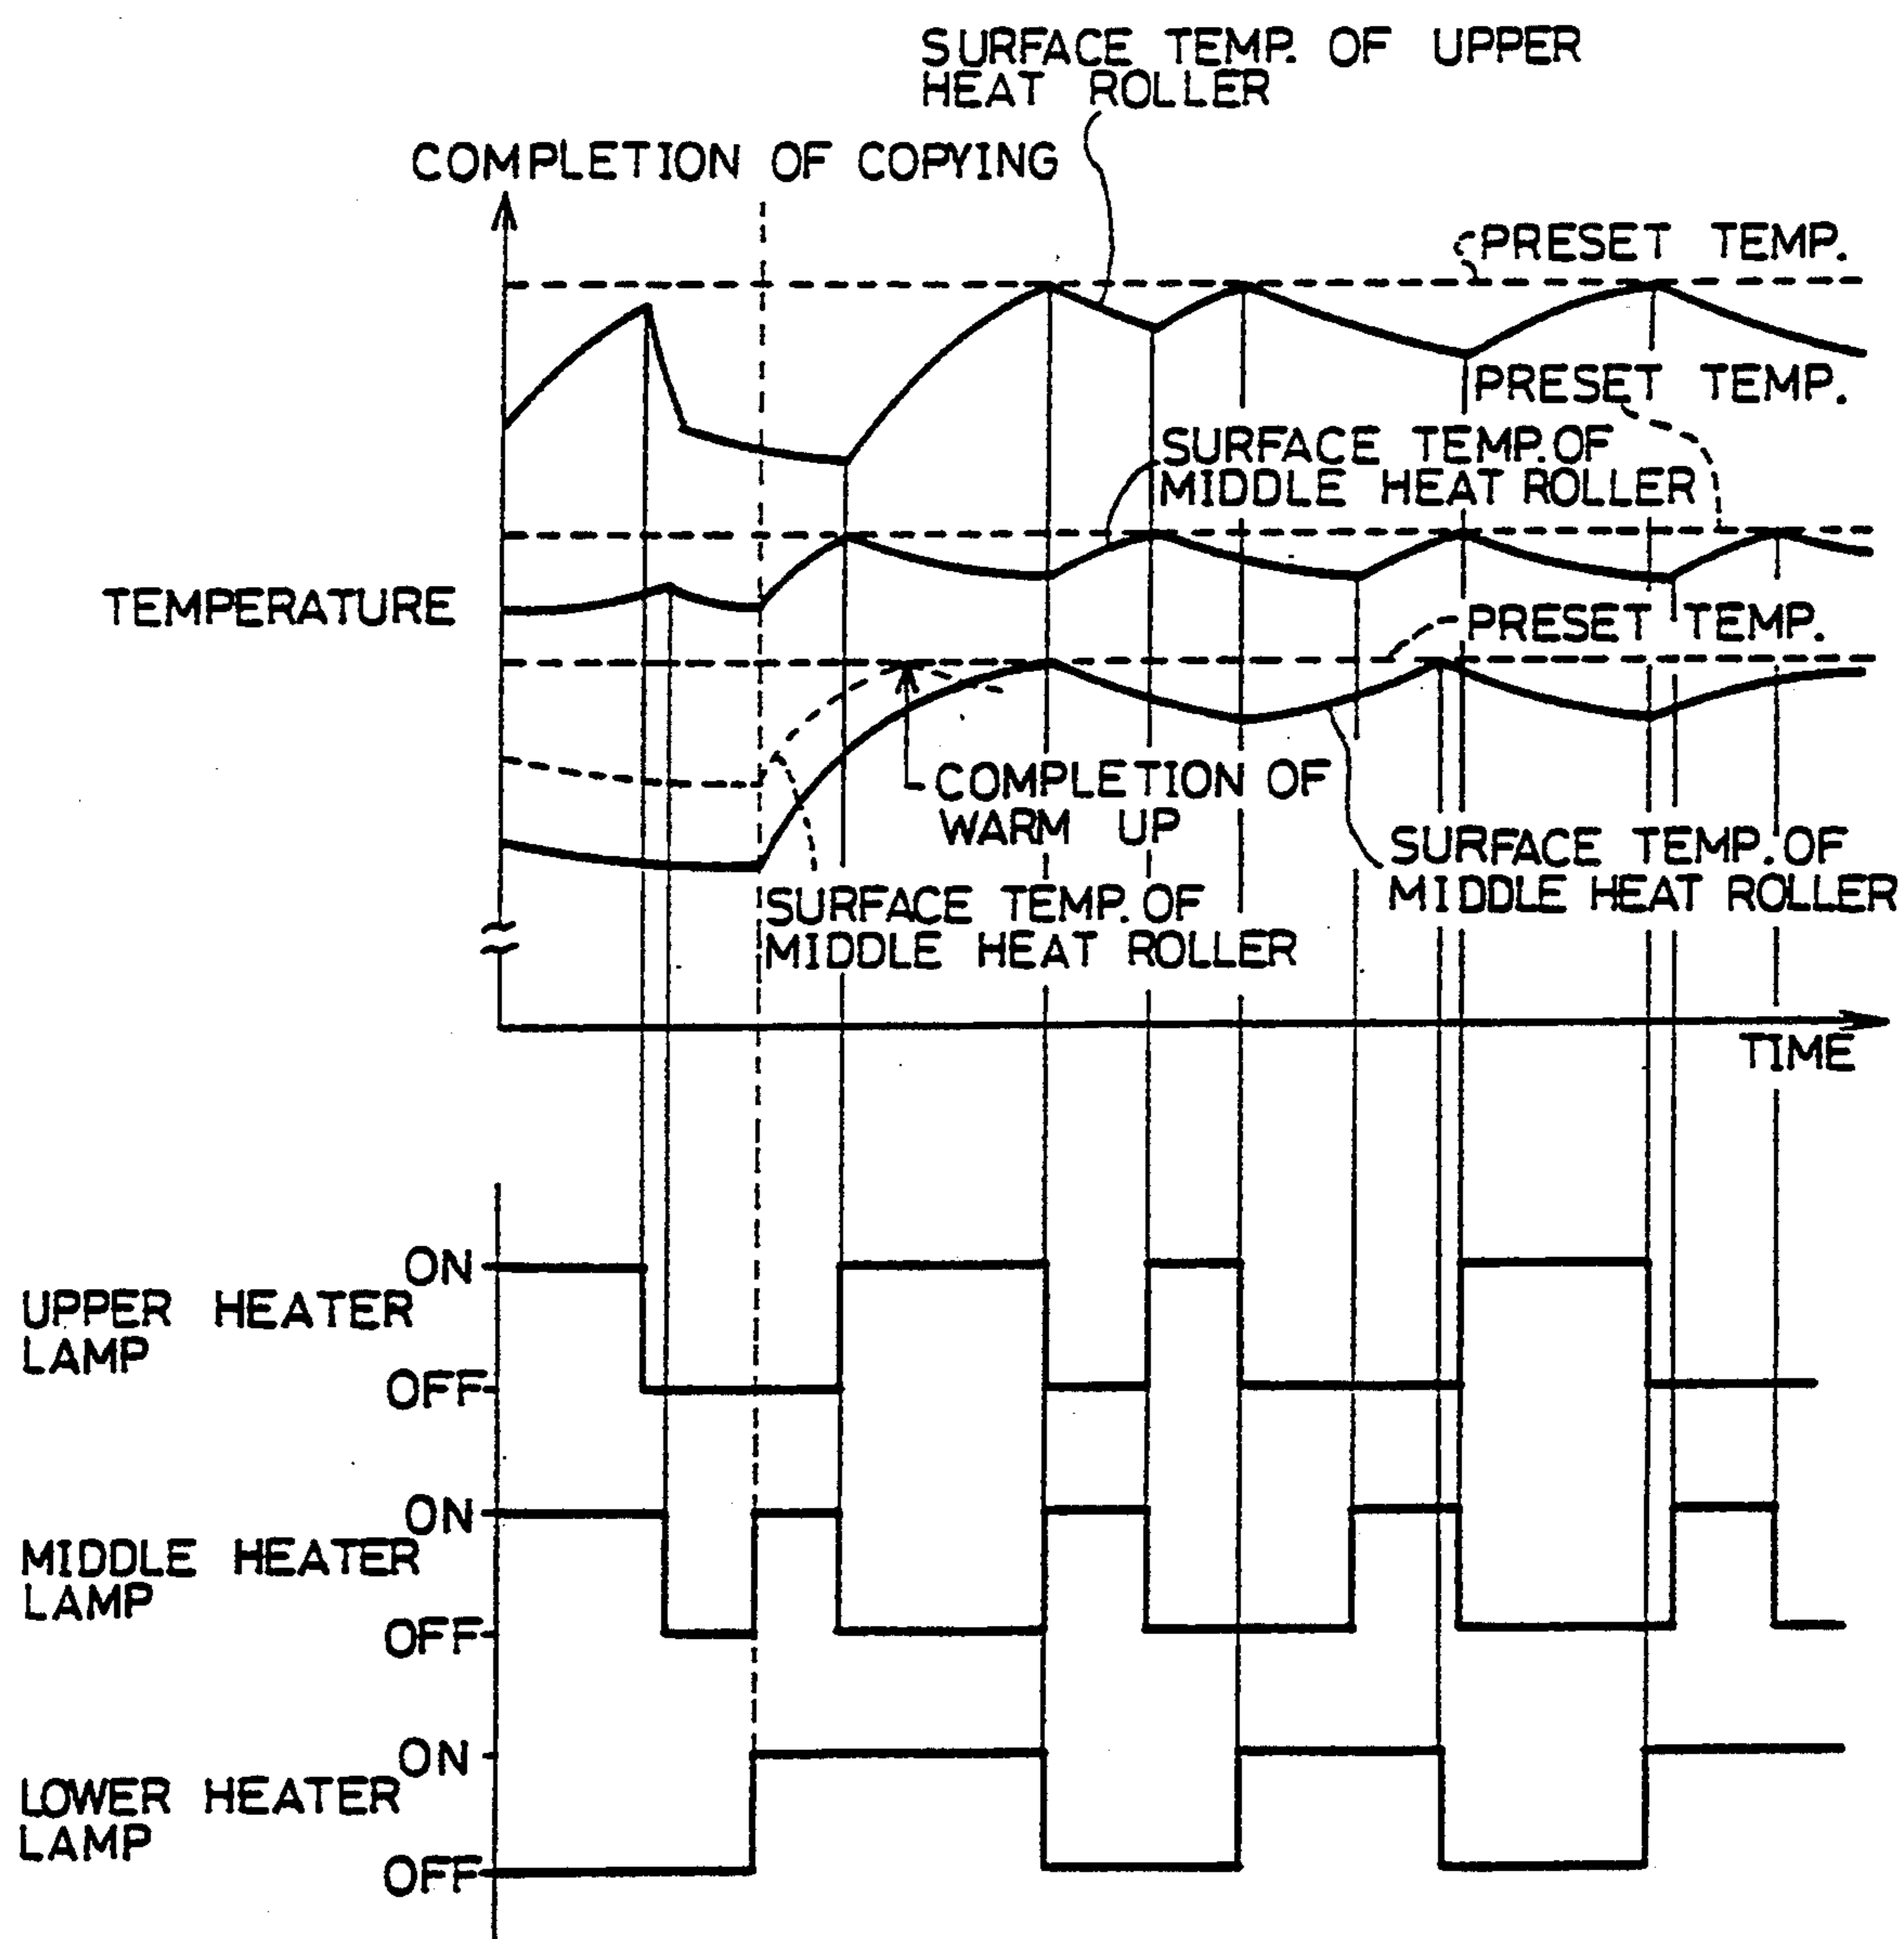 SURFACE TEMP. OF UPPER
HEAT ROLLER
COMPLETION OF COPYING
PRESET TEMP.
PRESET TEMP.
SURFACE TEMP. OF
MIDDLE HEAT ROLLER
TEMPERATURE
PRESET TEMP.
COMPLETION OF
WARM UP
SURFACE TEMP. OF
MIDDLE HEAT ROLLER
SURFACE TEMP. OF
MIDDLE HEAT ROLLER
TIME
ON
UPPER HEATER
LAMP
OFF
ON
MIDDLE HEATER
LAMP
OFF
ON
LOWER HEATER
LAMP
OFF